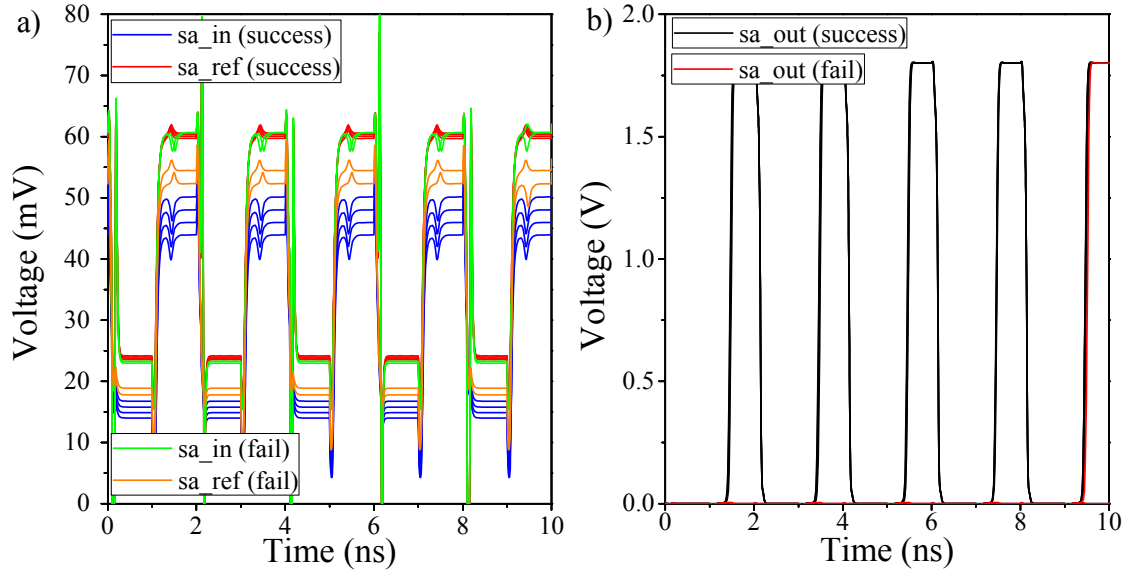 a)
Voltage (mV)
80
70
60
50
40
30
20
10
0
sa_in (success)
sa_ref (success)
sa_in (fail)
sa_ref (fail)
0 2 4 6 8 10
Time (ns)
b)
Voltage (V)
2.0
1.5
1.0
0.5
0.0
sa_out (success)
sa_out (fail)
0 2 4 6 8 10
Time (ns)